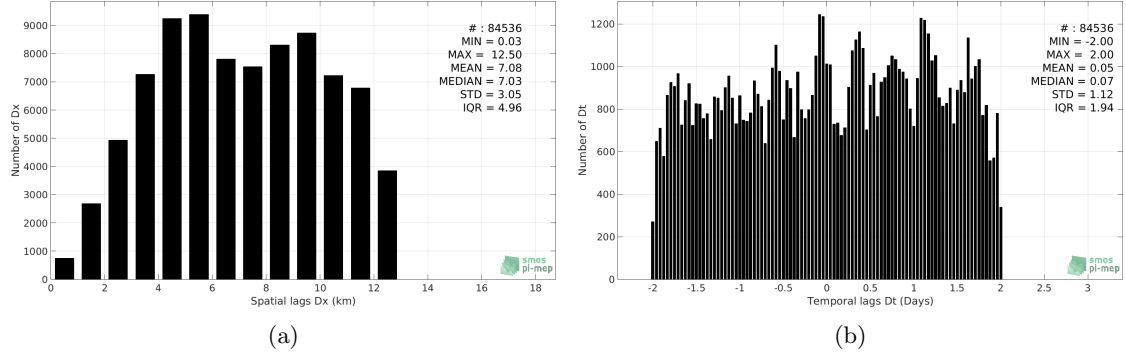 9000
8000
7000
6000
5000
4000
3000
2000
1000
0
Number of Dx
0 2 4 6 8 10 12 14 16 18
Spatial lags Dx (km)
# : 84536
MIN = 0.03
MAX = 12.50
MEAN = 7.08
MEDIAN = 7.03
STD = 3.05
IQR = 4.96
smos
pi-mep
(a)
1200
1000
800
600
400
200
0
Number of Dt
-2 -1.5 -1 -0.5 0 0.5 1 1.5 2 2.5 3
Temporal lags Dt (Days)
# : 84536
MIN = -2.00
MAX = 2.00
MEAN = 0.05
MEDIAN = 0.07
STD = 1.12
IQR = 1.94
smos
pi-mep
(b)